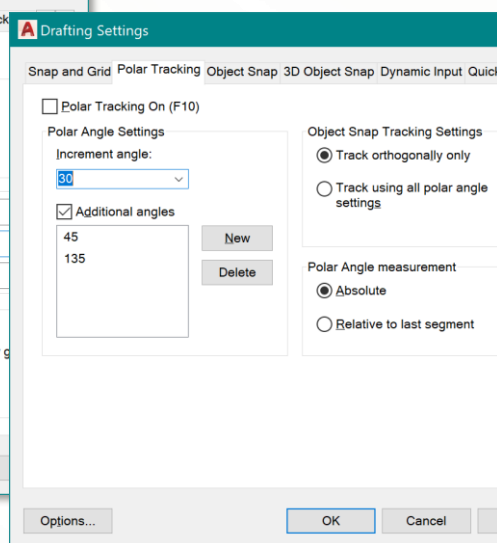 A Drafting Settings
Snap and Grid Polar Tracking Object Snap 3D Object Snap Dynamic Input Quick
Polar Tracking On (F10)
Polar Angle Settings
Increment angle:
30
Additional angles
45
135
New
Delete
Object Snap Tracking Settings
Track orthogonally only
Track using all polar angle
settings
Polar Angle measurement
Absolute
Relative to last segment
Options...
OK
Cancel